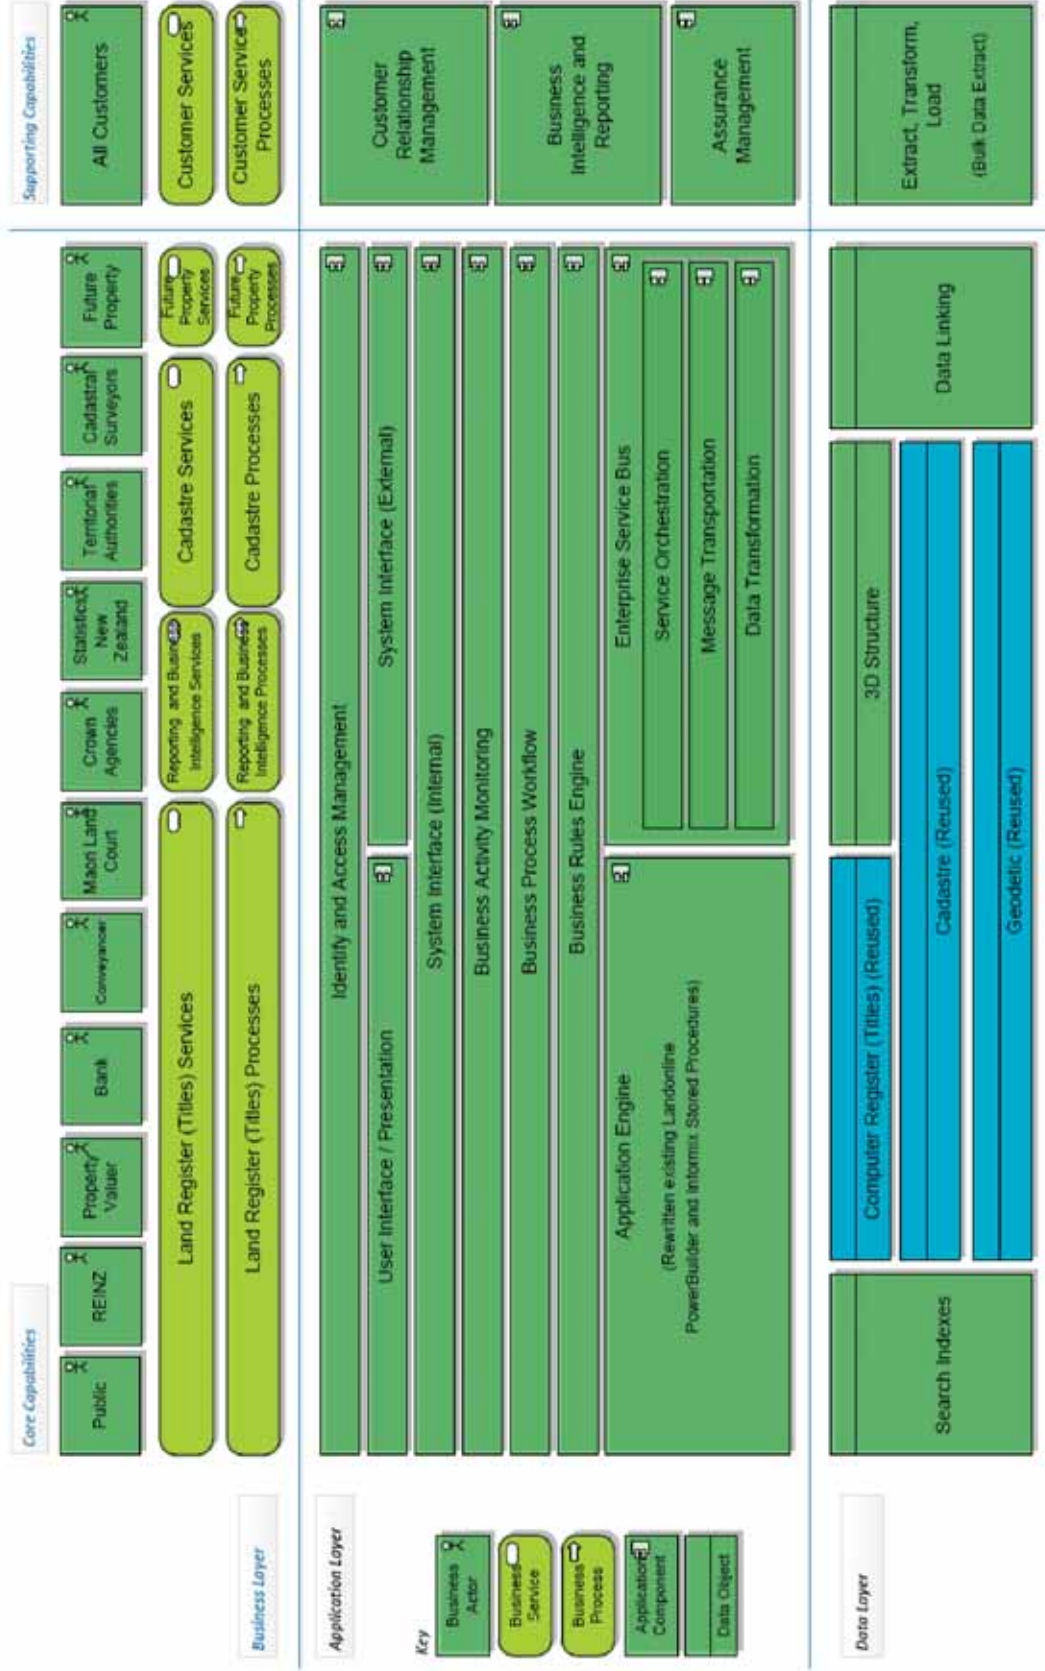 Core Capabilities
Supporting Capabilities
Public
REINZ
Property
Valuer
Bank
Conveyancer
Maori Land
Court
Crown
Agencies
Statistics
New
Zealand
Territorial
Authorities
Cadastral
Surveyors
Future
Property
All Customers
Land Register (Titles) Services
Reporting and Business
Intelligence Services
Cadastre Services
Future
Property
Services
Customer Services
Business Layer
Land Register (Titles) Processes
Reporting and Business
Intelligence Processes
Cadastre Processes
Future
Property
Processes
Customer Service
Processes
Application Layer
Identify and Access Management
User Interface / Presentation
System Interface (External)
System Interface (Internal)
Business Activity Monitoring
Business Process Workflow
Business Rules Engine
Application Engine
(Rewritten existing Landonline
PowerBuilder and Informix Stored Procedures)
Enterprise Service Bus
Service Orchestration
Message Transportation
Data Transformation
Customer
Relationship
Management
Business
Intelligence and
Reporting
Assurance
Management
Key
Business
Actor
Business
Service
Business
Process
Application
Component
Data Object
Data Layer
Search Indexes
Computer Register (Titles) (Reused)
3D Structure
Cadastre (Reused)
Geodetic (Reused)
Data Linking
Extract, Transform,
Load
(Bulk Data Extract)